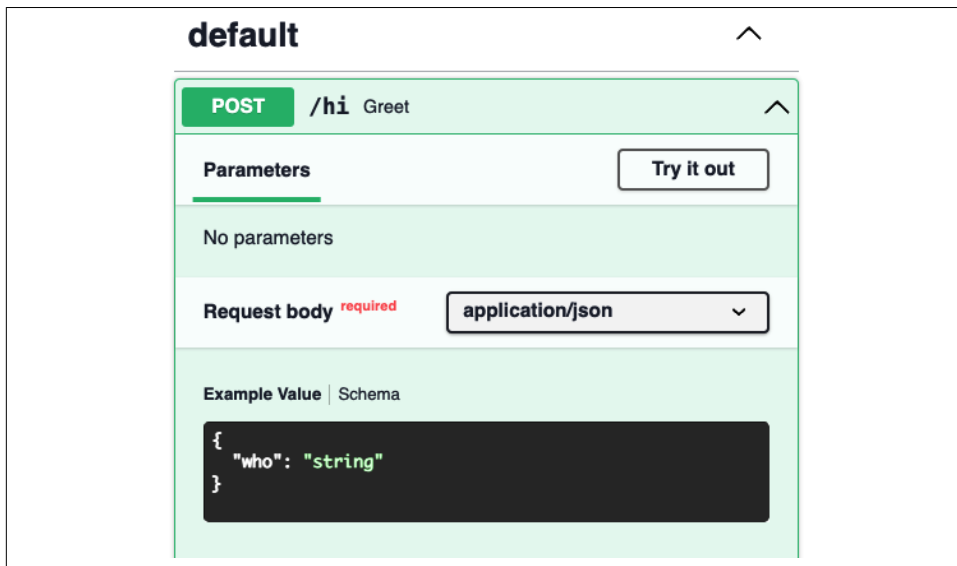 default
POST /hi Greet
Parameters Try it out
No parameters
Request body required application/json
Example Value | Schema
{
"who": "string"
}